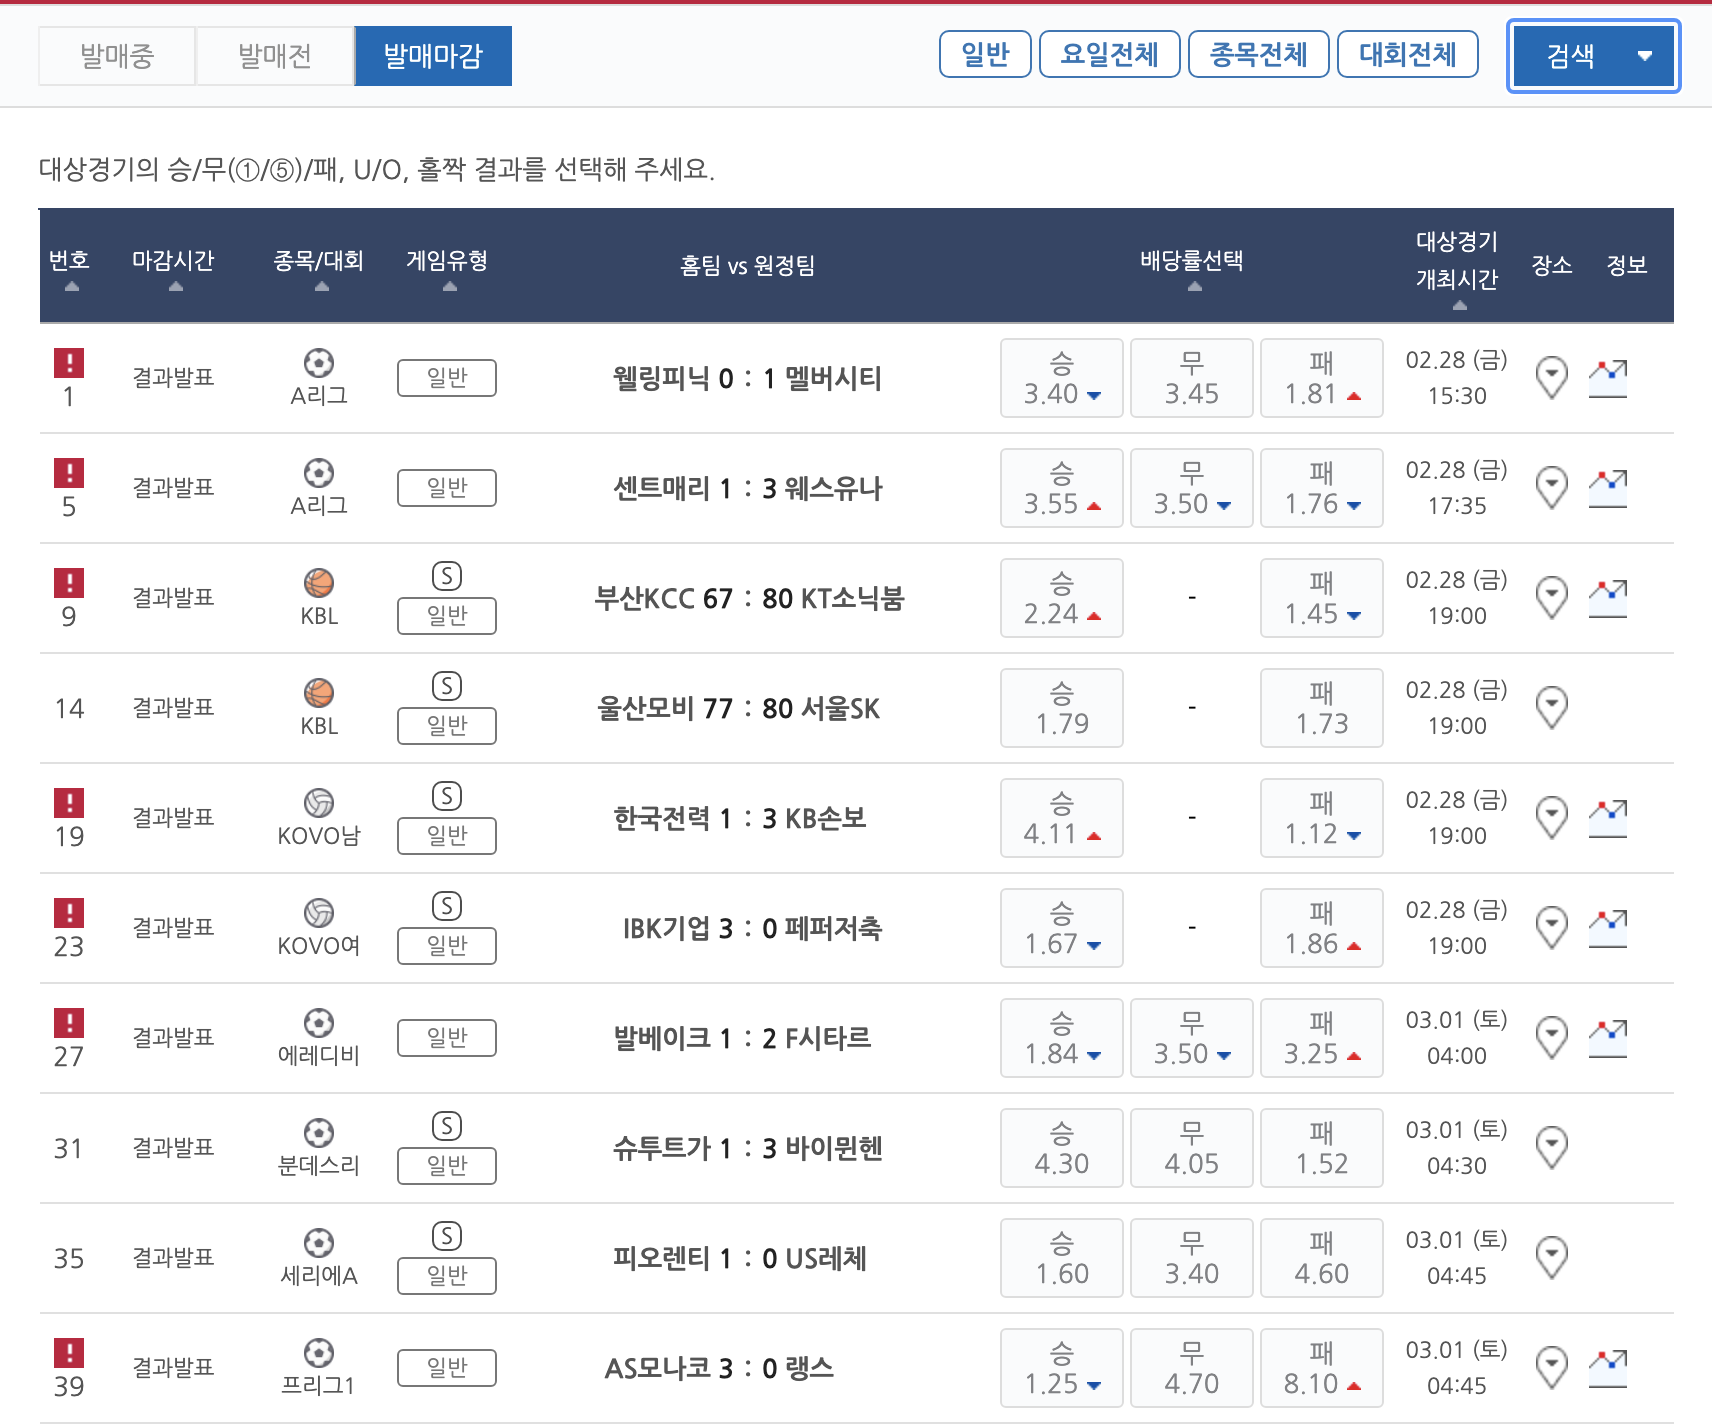 발매중 발매전 발매마감 일반 요일전체 종목전체 대회전체 검색
대상경기의 승/무(①/⑤)/패, U/O, 홀짝 결과를 선택해 주세요.
번호 마감시간 종목/대회 게임유형 홈팀 vs 원정팀 배당률선택 대상경기 개최시간 장소 정보
1 결과발표 A리그 일반 웰링피닉 0 : 1 멜버시티 승 3.40 무 3.45 패 1.81 02.28 (금) 15:30
5 결과발표 A리그 일반 센트매리 1 : 3 웨스유나 승 3.55 무 3.50 패 1.76 02.28 (금) 17:35
9 결과발표 KBL S 일반 부산KCC 67 : 80 KT소닉붐 승 2.24 - 패 1.45 02.28 (금) 19:00
14 결과발표 KBL S 일반 울산모비 77 : 80 서울SK 승 1.79 - 패 1.73 02.28 (금) 19:00
19 결과발표 KOVO남 S 일반 한국전력 1 : 3 KB손보 승 4.11 - 패 1.12 02.28 (금) 19:00
23 결과발표 KOVO여 S 일반 IBK기업 3 : 0 페퍼저축 승 1.67 - 패 1.86 02.28 (금) 19:00
27 결과발표 에레디비 일반 발베이크 1 : 2 F시타르 승 1.84 무 3.50 패 3.25 03.01 (토) 04:00
31 결과발표 분데스리 S 일반 슈투트가 1 : 3 바이뮌헨 승 4.30 무 4.05 패 1.52 03.01 (토) 04:30
35 결과발표 세리에A S 일반 피오렌티 1 : 0 US레체 승 1.60 무 3.40 패 4.60 03.01 (토) 04:45
39 결과발표 프리그1 일반 AS모나코 3 : 0 랭스 승 1.25 무 4.70 패 8.10 03.01 (토) 04:45